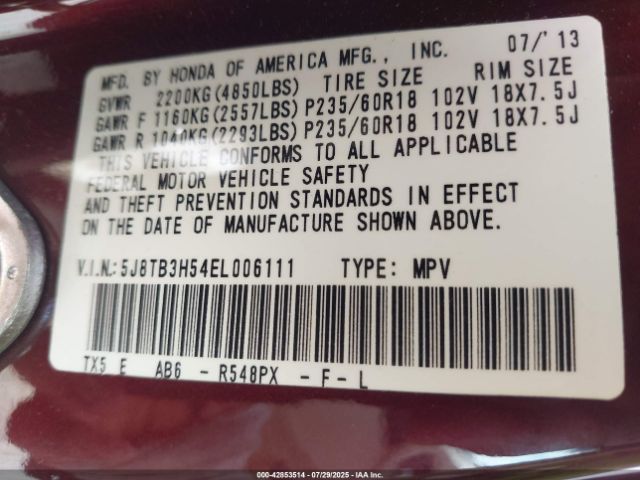 MFD. BY HONDA OF AMERICA MFG., INC. 07/'13
GVWR 2200KG(4850LBS) TIRE SIZE RIM SIZE
GAWR F 1160KG(2557LBS) P235/60R18 102V 18X7.5J
GAWR R 1040KG(2293LBS) P235/60R18 102V 18X7.5J
THIS VEHICLE CONFORMS TO ALL APPLICABLE
FEDERAL MOTOR VEHICLE SAFETY
AND THEFT PREVENTION STANDARDS IN EFFECT
ON THE DATE OF MANUFACTURE SHOWN ABOVE.
V.I.N:5J8TB3H54EL006111 TYPE: MPV
TX5 E AB6 - R548PX - F - L
000-42853514 - 07/29/2025 - IAA Inc.